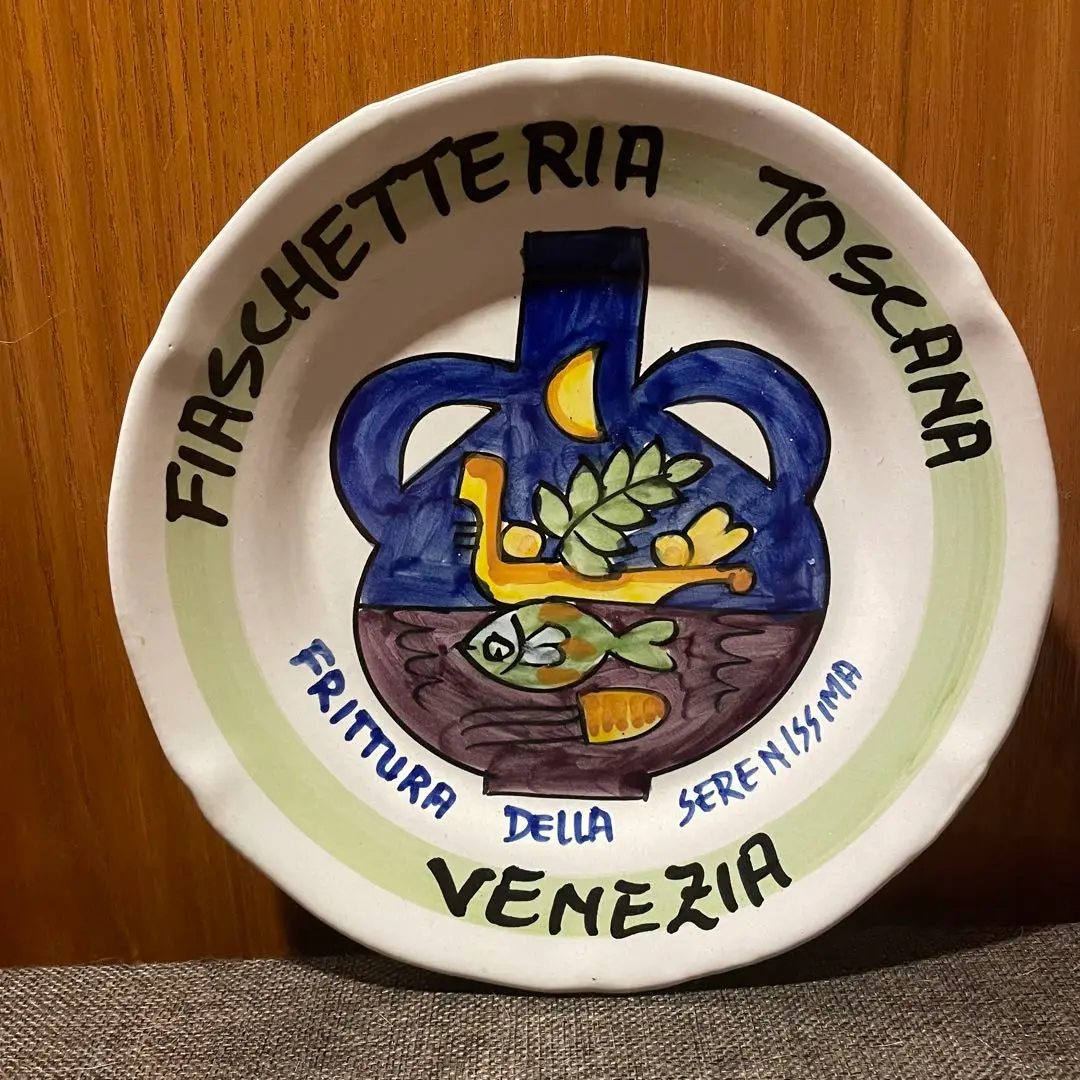 FIASCHETTERIA TOSCANA
FRITTURA DELLA SERENISSIMA
VENEZIA